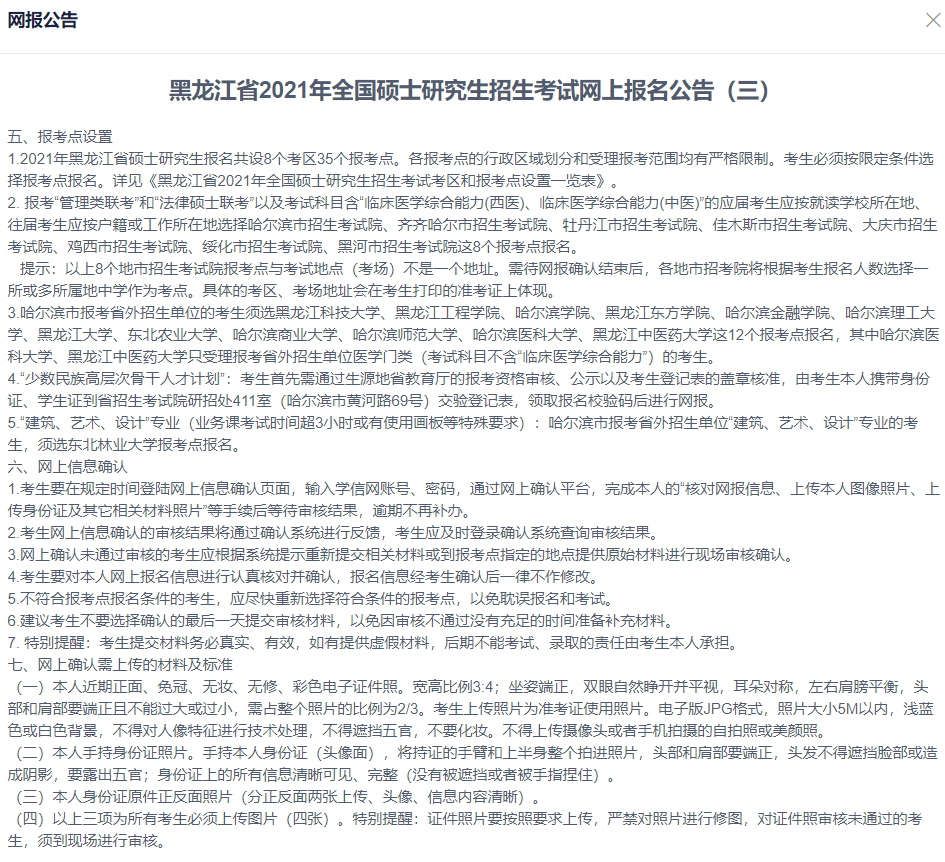 网报公告
黑龙江省2021年全国硕士研究生招生考试网上报名公告（三）
五、报考点设置
1.2021年黑龙江省硕士研究生报名共设8个考区35个报考点。各报考点的行政区域划分和受理报考范围均有严格限制。考生必须按限定条件选
择报考点报名。详见《黑龙江省2021年全国硕士研究生招生考试考区和报考点设置一览表》。
2. 报考“管理类联考”和“法律硕士联考”以及考试科目含“临床医学综合能力(西医)、临床医学综合能力(中医)”的应届考生应按就读学校所在地、
往届考生应按户籍或工作所在地选择哈尔滨市招生考试院、齐齐哈尔市招生考试院、牡丹江市招生考试院、佳木斯市招生考试院、大庆市招生
考试院、鸡西市招生考试院、绥化市招生考试院、黑河市招生考试院这8个报考点报名。
提示：以上8个地市招生考试院报考点与考试地点（考场）不是一个地址。需待网报确认结束后，各地市招考院将根据考生报名人数选择一
所或多所属地中学作为考点。具体的考区、考场地址会在考生打印的准考证上体现。
3.哈尔滨市报考省外招生单位的考生须选黑龙江科技大学、黑龙江工程学院、哈尔滨学院、黑龙江东方学院、哈尔滨金融学院、哈尔滨理工大
学、黑龙江大学、东北农业大学、哈尔滨商业大学、哈尔滨师范大学、哈尔滨医科大学、黑龙江中医药大学这12个报考点报名，其中哈尔滨医
科大学、黑龙江中医药大学只受理报考省外招生单位医学门类（考试科目不含“临床医学综合能力”）的考生。
4.“少数民族高层次骨干人才计划”：考生首先需通过生源地省教育厅的报考资格审核、公示以及考生登记表的盖章核准，由考生本人携带身份
证、学生证到省招生考试院研招处411室（哈尔滨市黄河路69号）交验登记表，领取报名校验码后进行网报。
5.“建筑、艺术、设计”专业（业务课考试时间超3小时或有使用画板等特殊要求）：哈尔滨市报考省外招生单位“建筑、艺术、设计”专业的考
生，须选东北林业大学报考点报名。
六、网上信息确认
1.考生要在规定时间登陆网上信息确认页面，输入学信网账号、密码，通过网上确认平台，完成本人的“核对网报信息、上传本人图像照片、上
传身份证及其它相关材料照片”等手续后等待审核结果，逾期不再补办。
2.考生网上信息确认的审核结果将通过确认系统进行反馈，考生应及时登录确认系统查询审核结果。
3.网上确认未通过审核的考生应根据系统提示重新提交相关材料或到报考点指定的地点提供原始材料进行现场审核确认。
4.考生要对本人网上报名信息进行认真核对并确认，报名信息经考生确认后一律不作修改。
5.不符合报考点报名条件的考生，应尽快重新选择符合条件的报考点，以免耽误报名和考试。
6.建议考生不要选择确认的最后一天提交审核材料，以免因审核不通过没有充足的时间准备补充材料。
7. 特别提醒：考生提交材料务必真实、有效，如有提供虚假材料，后期不能考试、录取的责任由考生本人承担。
七、网上确认需上传的材料及标准
（一）本人近期正面、免冠、无妆、无修、彩色电子证件照。宽高比例3:4；坐姿端正，双眼自然睁开并平视，耳朵对称，左右肩膀平衡，头
部和肩部要端正且不能过大或过小，需占整个照片的比例为2/3。考生上传照片为准考证使用照片。电子版JPG格式，照片大小5M以内，浅蓝
色或白色背景，不得对人像特征进行技术处理，不得遮挡五官，不要化妆。不得上传摄像头或者手机拍摄的自拍照或美颜照。
（二）本人手持身份证照片。手持本人身份证（头像面），将持证的手臂和上半身整个拍进照片，头部和肩部要端正，头发不得遮挡脸部或造
成阴影，要露出五官；身份证上的所有信息清晰可见、完整（没有被遮挡或者被手指捏住）。
（三）本人身份证原件正反面照片（分正反面两张上传、头像、信息内容清晰）。
（四）以上三项为所有考生必须上传图片（四张）。特别提醒：证件照片要按照要求上传，严禁对照片进行修图，对证件照审核未通过的考
生，须到现场进行审核。